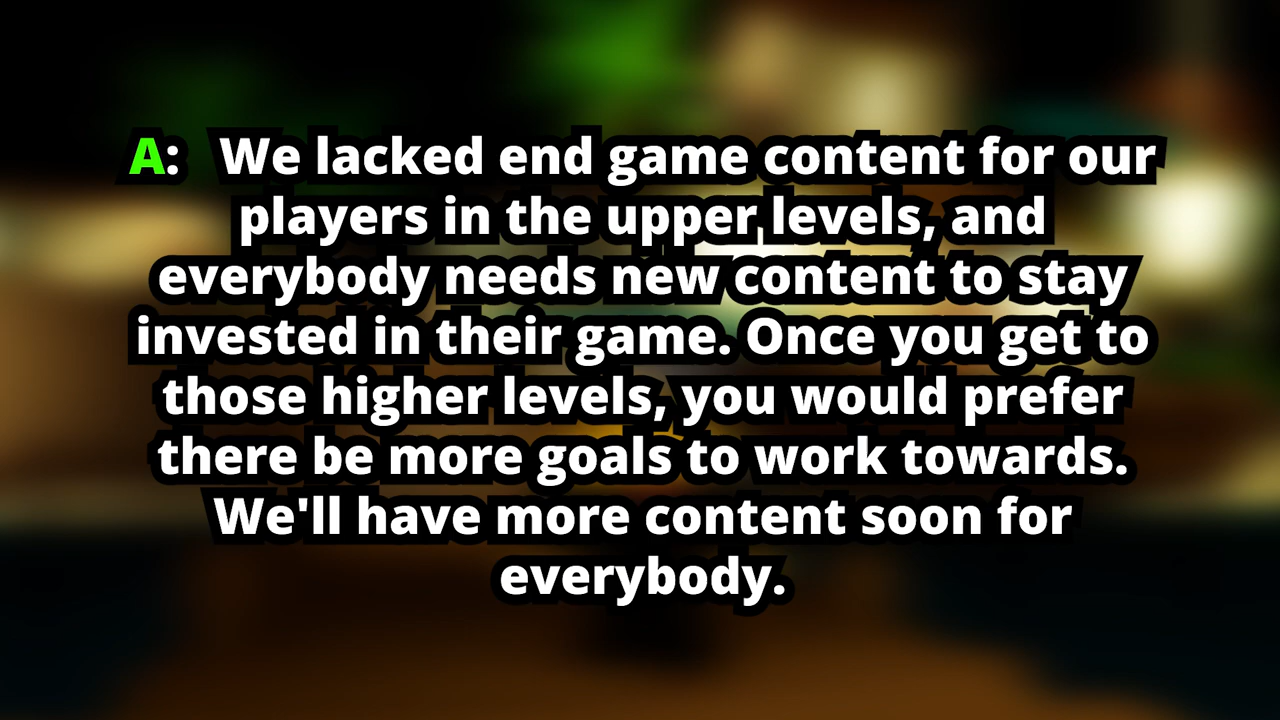 A: We lacked end game content for our
players in the upper levels, and
everybody needs new content to stay
invested in their game. Once you get to
those higher levels, you would prefer
there be more goals to work towards.
We'll have more content soon for
everybody.